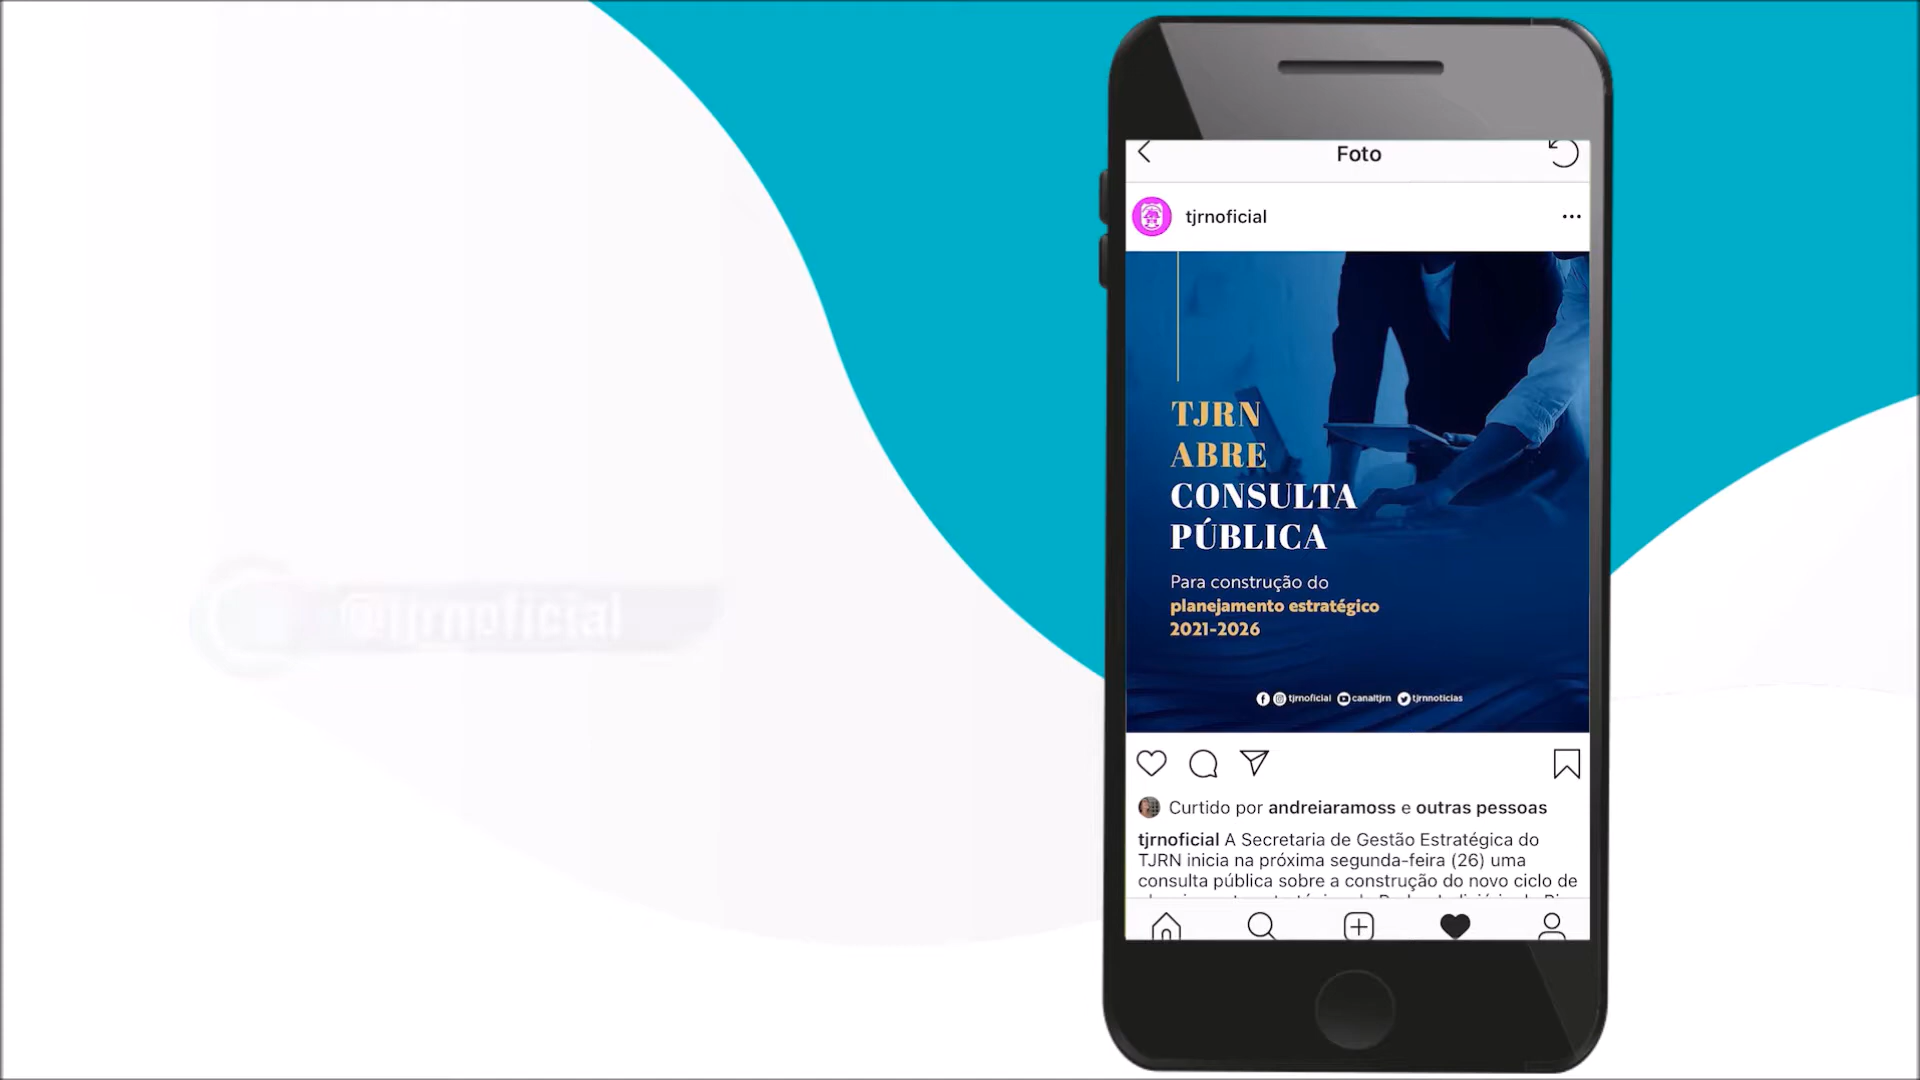 @tjrnoficial
Foto
tjrnoficial
TJRN
ABRE
CONSULTA
PÚBLICA
Para construção do
planejamento estratégico
2021-2026
tjrnoficial canaltjrn tjrnnoticias
Curtido por andreiaramoss e outras pessoas
tjrnoficial A Secretaria de Gestão Estratégica do
TJRN inicia na próxima segunda-feira (26) uma
consulta pública sobre a construção do novo ciclo de